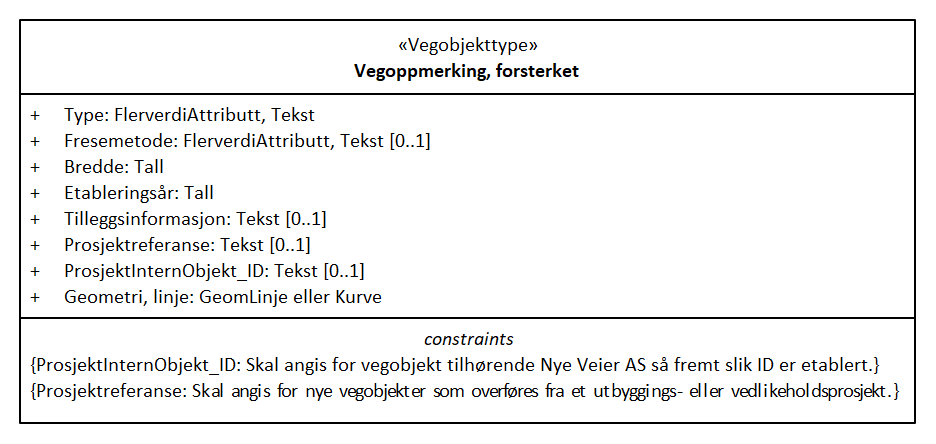 «Vegobjekttype»
Vegoppmerking, forsterket
+ Type: FlerverdiAttributt, Tekst
+ Fresemetode: FlerverdiAttributt, Tekst [0..1]
+ Bredde: Tall
+ Etableringsår: Tall
+ Tilleggsinformasjon: Tekst [0..1]
+ Prosjektreferanse: Tekst [0..1]
+ ProsjektInternObjekt_ID: Tekst [0..1]
+ Geometri, linje: GeomLinje eller Kurve
constraints
{ProsjektInternObjekt_ID: Skal angis for vegobjekt tilhørende Nye Veier AS så fremt slik ID er etablert.}
{Prosjektreferanse: Skal angis for nye vegobjekter som overføres fra et utbyggings- eller vedlikeholdsprosjekt.}